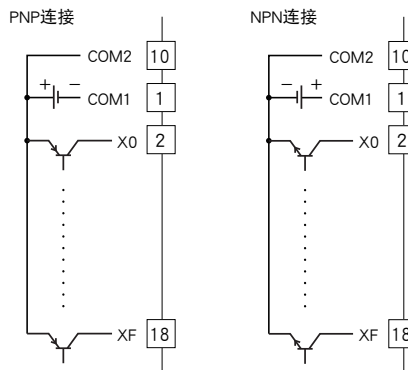 PNP连接
COM2 10
+ −
COM1 1
X0 2
XF 18
NPN连接
COM2 10
− +
COM1 1
X0 2
XF 18